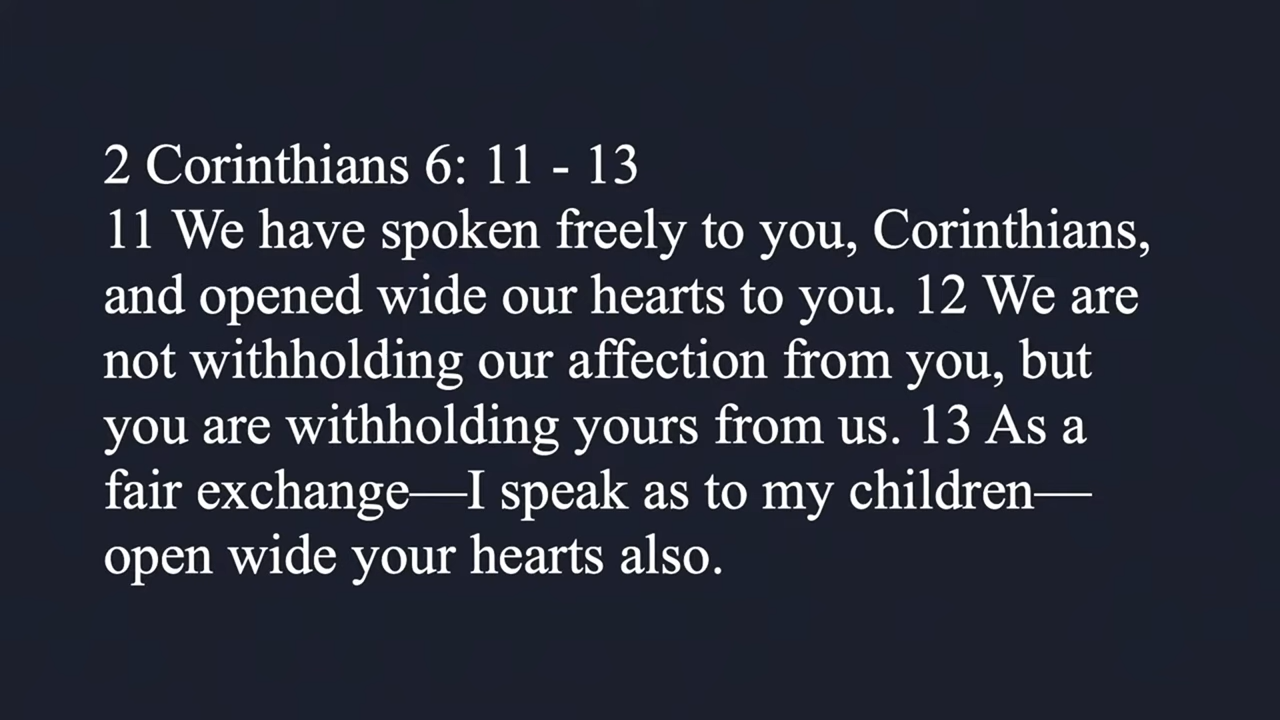 2 Corinthians 6: 11 - 13
11 We have spoken freely to you, Corinthians,
and opened wide our hearts to you. 12 We are
not withholding our affection from you, but
you are withholding yours from us. 13 As a
fair exchange—I speak as to my children—
open wide your hearts also.